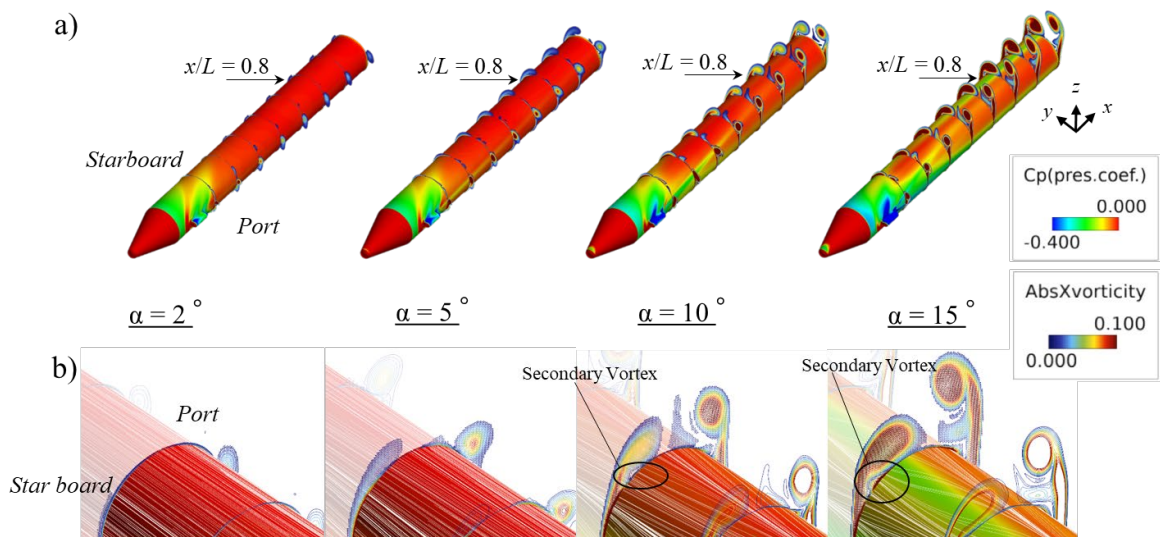 a)
x/L = 0.8
x/L = 0.8
x/L = 0.8
x/L = 0.8
z
y
x
Starboard
Port
Cp(pres.coef.)
0.000
-0.400
AbsXvorticity
0.100
0.000
α = 2 °
α = 5 °
α = 10 °
α = 15 °
b)
Secondary Vortex
Secondary Vortex
Port
Star board